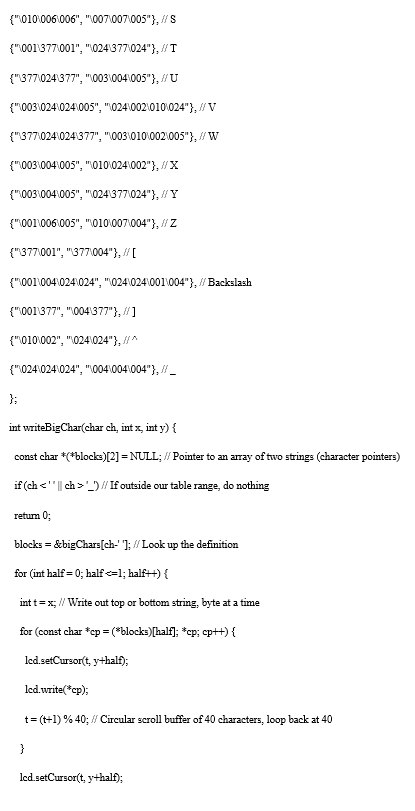 {"\010\006\006", "\007\007\005"}, // S
{"\001\377\001", "\024\377\024"}, // T
{"\377\024\377", "\003\004\005"}, // U
{"\003\024\024\005", "\024\002\010\024"}, // V
{"\377\024\024\377", "\003\010\002\005"}, // W
{"\003\004\005", "\010\024\002"}, // X
{"\003\004\005", "\024\377\024"}, // Y
{"\001\006\005", "\010\007\004"}, // Z
{"\377\001", "\377\004"}, // [
{"\001\004\024\024", "\024\024\001\004"}, // Backslash
{"\001\377", "\004\377"}, // ]
{"\010\002", "\024\024"}, // ^
{"\024\024\024", "\004\004\004"}, // _
};
int writeBigChar(char ch, int x, int y) {
const char *(*blocks)[2] = NULL; // Pointer to an array of two strings (character pointers)
if (ch < ' ' || ch > '_') // If outside our table range, do nothing
return 0;
blocks = &bigChars[ch-' ']; // Look up the definition
for (int half = 0; half <=1; half++) {
int t = x; // Write out top or bottom string, byte at a time
for (const char *cp = (*blocks)[half]; *cp; cp++) {
lcd.setCursor(t, y+half);
lcd.write(*cp);
t = (t+1) % 40; // Circular scroll buffer of 40 characters, loop back at 40
}
lcd.setCursor(t, y+half);